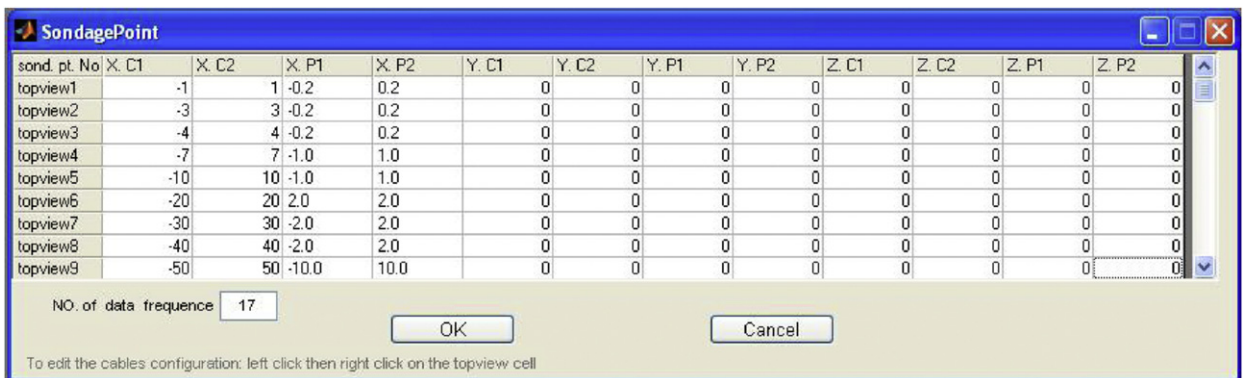 SondagePoint
sond. pt. No X. C1 X. C2 X. P1 X. P2 Y. C1 Y. C2 Y. P1 Y. P2 Z. C1 Z. C2 Z. P1 Z. P2
topview1 -1 1 -0.2 0.2 0 0 0 0 0 0 0 0
topview2 -3 3 -0.2 0.2 0 0 0 0 0 0 0 0
topview3 -4 4 -0.2 0.2 0 0 0 0 0 0 0 0
topview4 -7 7 -1.0 1.0 0 0 0 0 0 0 0 0
topview5 -10 10 -1.0 1.0 0 0 0 0 0 0 0 0
topview6 -20 20 2.0 2.0 0 0 0 0 0 0 0 0
topview7 -30 30 -2.0 2.0 0 0 0 0 0 0 0 0
topview8 -40 40 -2.0 2.0 0 0 0 0 0 0 0 0
topview9 -50 50 -10.0 10.0 0 0 0 0 0 0 0 0
NO. of data frequence 17
OK Cancel
To edit the cables configuration: left click then right click on the topview cell